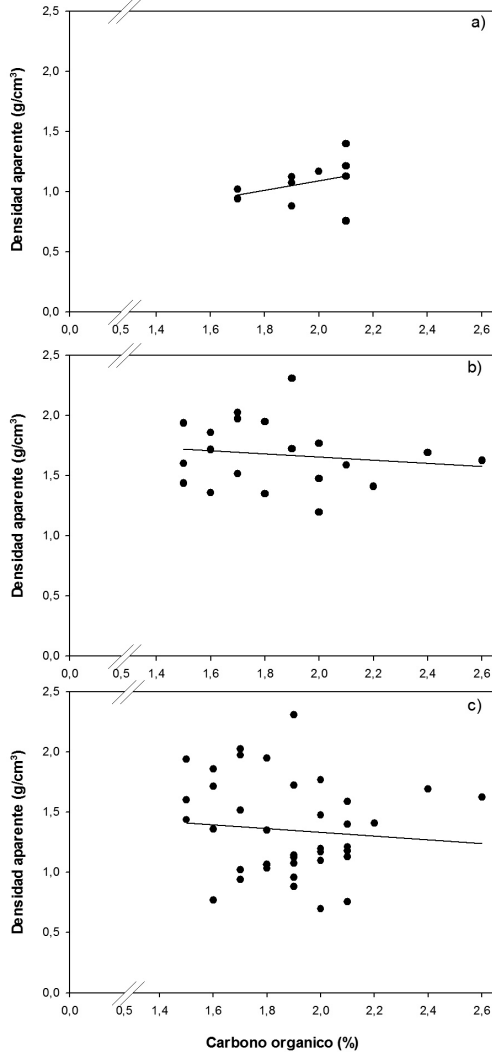 a)
Densidad aparente (g/cm³)
2,5
2,0
1,5
1,0
0,5
0,0
0,0 0,5 1,4 1,6 1,8 2,0 2,2 2,4 2,6
b)
Densidad aparente (g/cm³)
2,5
2,0
1,5
1,0
0,5
0,0
0,0 0,5 1,4 1,6 1,8 2,0 2,2 2,4 2,6
c)
Densidad aparente (g/cm³)
2,5
2,0
1,5
1,0
0,5
0,0
0,0 0,5 1,4 1,6 1,8 2,0 2,2 2,4 2,6
Carbono organico (%)